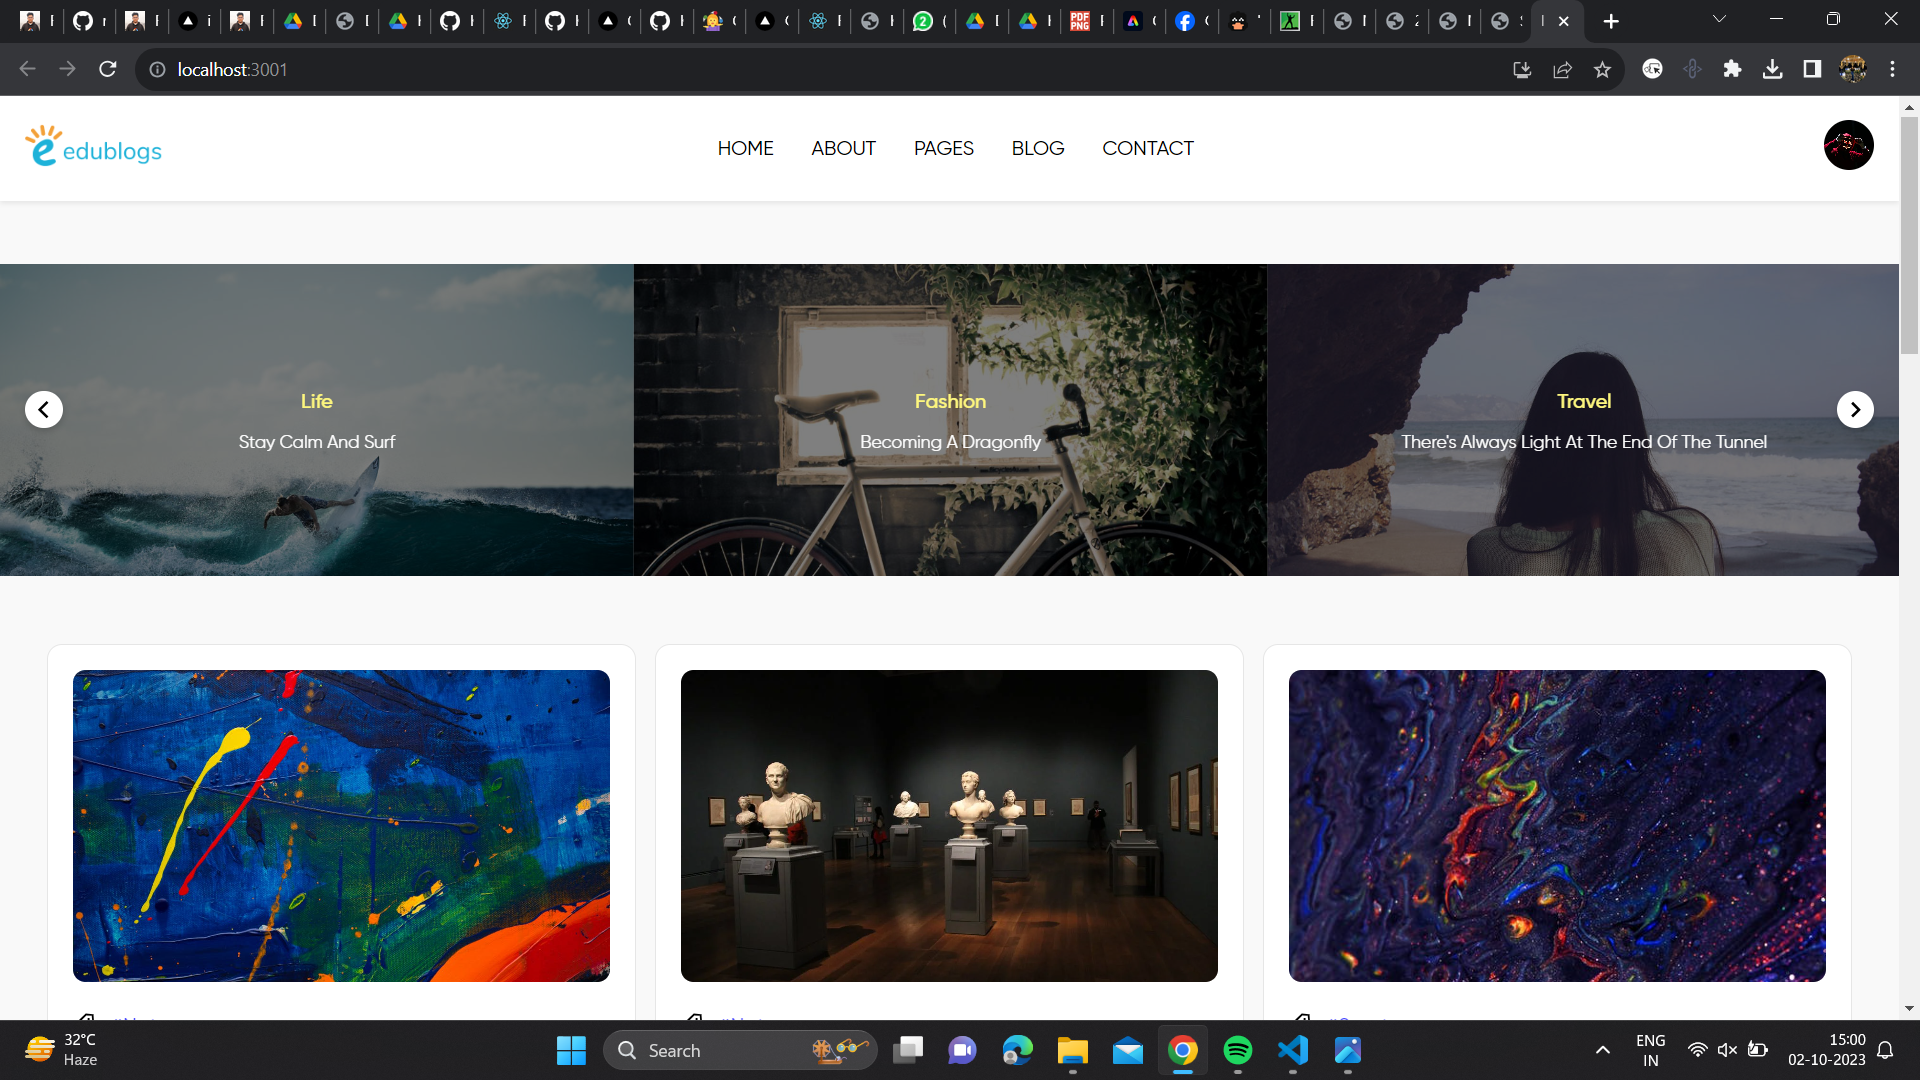 localhost:3001
edublogs
HOME
ABOUT
PAGES
BLOG
CONTACT
Life
Stay Calm And Surf
Fashion
Becoming A Dragonfly
Travel
There's Always Light At The End Of The Tunnel
32°C
Haze
Search
ENG
IN
15:00
02-10-2023